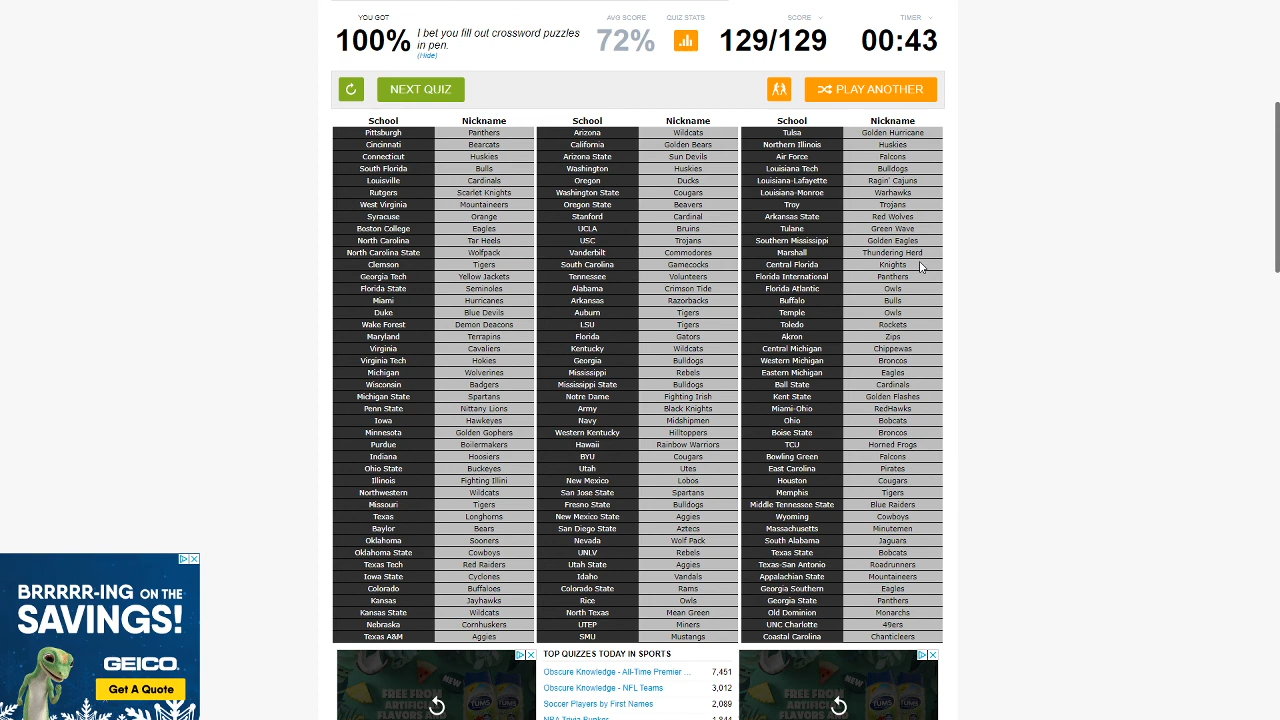 YOU GOT
100%
I bet you fill out crossword puzzles
in pen.
(Hide)
AVG SCORE
72%
QUIZ STATS
SCORE
129/129
TIMER
00:43
NEXT QUIZ
PLAY ANOTHER
School Nickname School Nickname School Nickname
Pittsburgh Panthers Arizona Wildcats Tulsa Golden Hurricane
Cincinnati Bearcats California Golden Bears Northern Illinois Huskies
Connecticut Huskies Arizona State Sun Devils Air Force Falcons
South Florida Bulls Washington Huskies Louisiana Tech Bulldogs
Louisville Cardinals Oregon Ducks Louisiana-Lafayette Ragin' Cajuns
Rutgers Scarlet Knights Washington State Cougars Louisiana-Monroe Warhawks
West Virginia Mountaineers Oregon State Beavers Troy Trojans
Syracuse Orange Stanford Cardinal Arkansas State Red Wolves
Boston College Eagles UCLA Bruins Tulane Green Wave
North Carolina Tar Heels USC Trojans Southern Mississippi Golden Eagles
North Carolina State Wolfpack Vanderbilt Commodores Marshall Thundering Herd
Clemson Tigers South Carolina Gamecocks Central Florida Knights
Georgia Tech Yellow Jackets Tennessee Volunteers Florida International Panthers
Florida State Seminoles Alabama Crimson Tide Florida Atlantic Owls
Miami Hurricanes Arkansas Razorbacks Buffalo Bulls
Duke Blue Devils Auburn Tigers Temple Owls
Wake Forest Demon Deacons LSU Tigers Toledo Rockets
Maryland Terrapins Florida Gators Akron Zips
Virginia Cavaliers Kentucky Wildcats Central Michigan Chippewas
Virginia Tech Hokies Georgia Bulldogs Western Michigan Broncos
Michigan Wolverines Mississippi Rebels Eastern Michigan Eagles
Wisconsin Badgers Mississippi State Bulldogs Ball State Cardinals
Michigan State Spartans Notre Dame Fighting Irish Kent State Golden Flashes
Penn State Nittany Lions Army Black Knights Miami-Ohio RedHawks
Iowa Hawkeyes Navy Midshipmen Ohio Bobcats
Minnesota Golden Gophers Western Kentucky Hilltoppers Boise State Broncos
Purdue Boilermakers Hawaii Rainbow Warriors TCU Horned Frogs
Indiana Hoosiers BYU Cougars Bowling Green Falcons
Ohio State Buckeyes Utah Utes East Carolina Pirates
Illinois Fighting Illini New Mexico Lobos Houston Cougars
Northwestern Wildcats San Jose State Spartans Memphis Tigers
Missouri Tigers Fresno State Bulldogs Middle Tennessee State Blue Raiders
Texas Longhorns New Mexico State Aggies Wyoming Cowboys
Baylor Bears San Diego State Aztecs Massachusetts Minutemen
Oklahoma Sooners Nevada Wolf Pack South Alabama Jaguars
Oklahoma State Cowboys UNLV Rebels Texas State Bobcats
Texas Tech Red Raiders Utah State Aggies Texas-San Antonio Roadrunners
Iowa State Cyclones Idaho Vandals Appalachian State Mountaineers
Colorado Buffaloes Colorado State Rams Georgia Southern Eagles
Kansas Jayhawks Rice Owls Georgia State Panthers
Kansas State Wildcats North Texas Mean Green Old Dominion Monarchs
Nebraska Cornhuskers UTEP Miners UNC Charlotte 49ers
Texas A&M Aggies SMU Mustangs Coastal Carolina Chanticleers
BRRRRR-ING ON THE
SAVINGS!
GEICO.
Get A Quote
TOP QUIZZES TODAY IN SPORTS
Obscure Knowledge - All-Time Premier ... 7,451
Obscure Knowledge - NFL Teams 3,012
Soccer Players by First Names 2,089
NBA Trivia Bunker 1,844
FREE FROM
ARTIFICIAL
NEW
TUMS
FREE FROM
ARTIFICIAL
NEW
TUMS